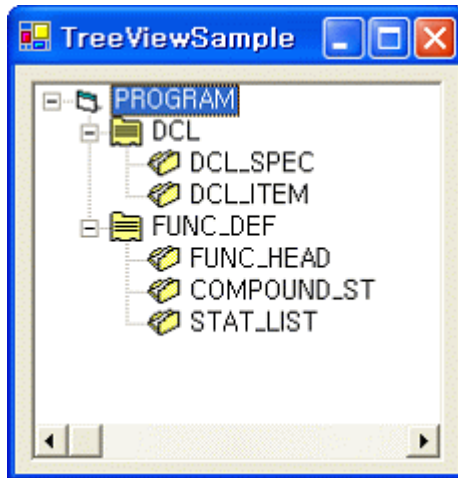 TreeViewSample
PROGRAM
DCL
DCL_SPEC
DCL_ITEM
FUNC_DEF
FUNC_HEAD
COMPOUND_ST
STAT_LIST